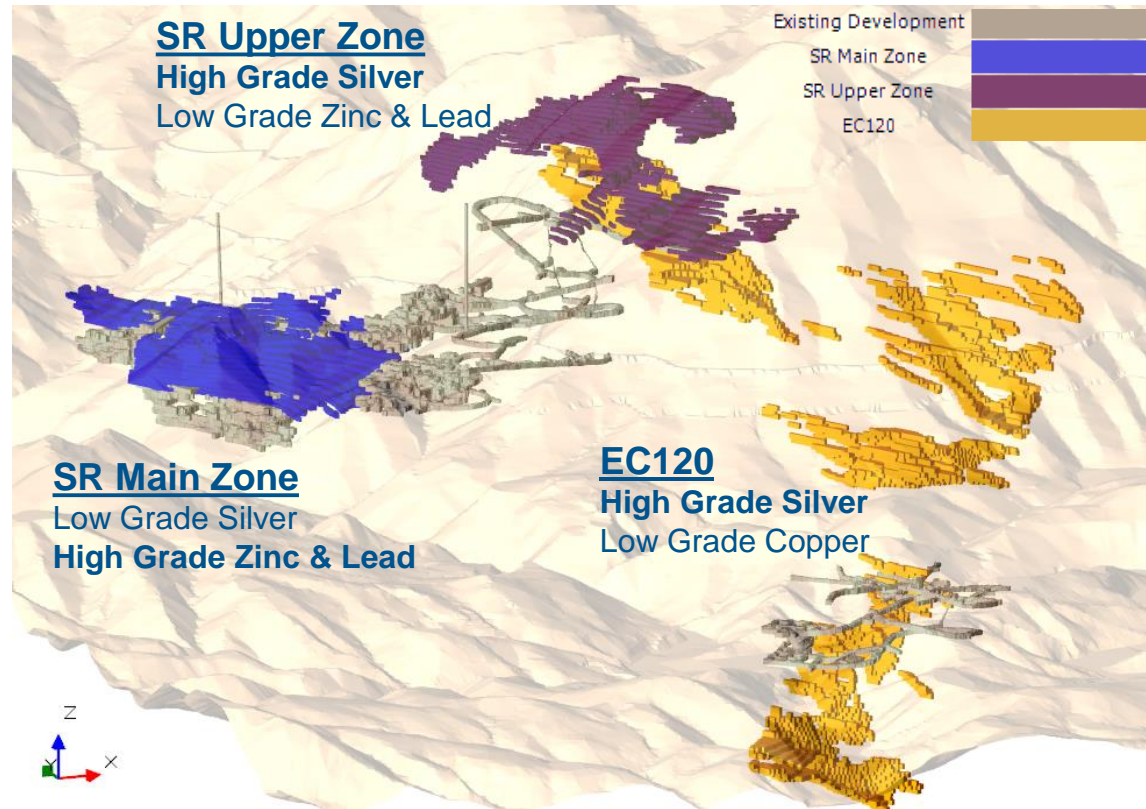 SR Upper Zone
High Grade Silver
Low Grade Zinc & Lead
Existing Development
SR Main Zone
SR Upper Zone
EC120
SR Main Zone
Low Grade Silver
High Grade Zinc & Lead
EC120
High Grade Silver
Low Grade Copper
Z
Y
X